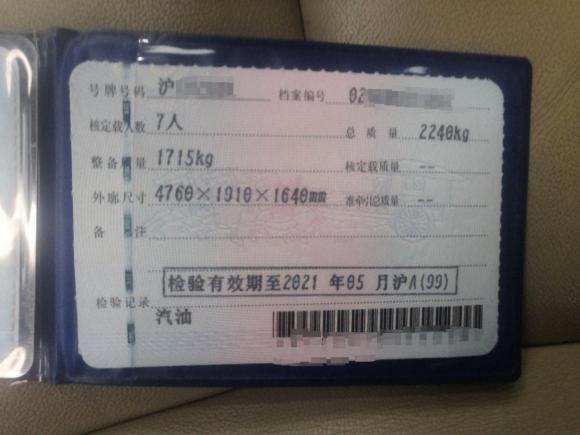 号牌号码 沪 档案编号 02
核定载人数 7人 总质量 2240kg
整备质量 1715kg 核定载质量 --
外廓尺寸 4760×1910×1640mm 准牵引总质量 --
备注
检验有效期至2021 年05 月沪A(99)
检验记录
汽油